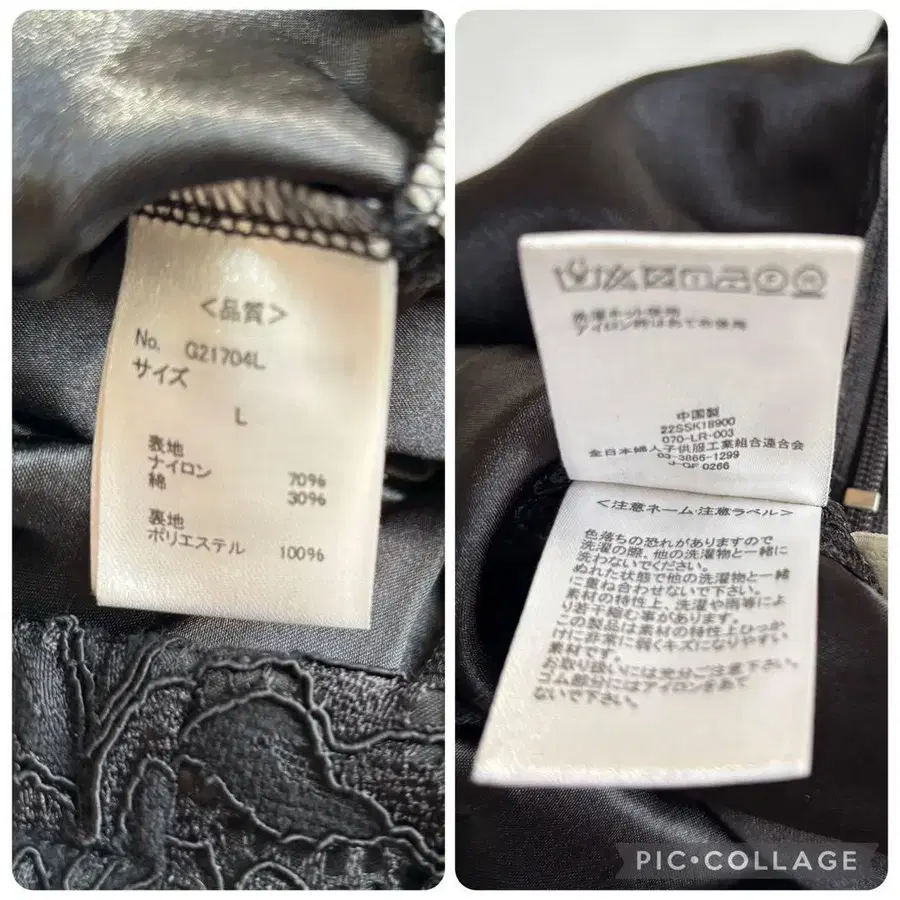 <品質>
No. G21704L
サイズ
L
表地
ナイロン 70%
綿 30%
裏地
ポリエステル 100%
洗濯ネット使用
アイロン時はあて布使用
中国製
22SSK18900
070-LR-003
全日本婦人子供服工業組合連合会
03-3866-1299
J-QF 0266
<注意ネーム・注意ラベル>
色落ちの恐れがありますので
洗濯の際、他の洗濯物と一緒に
洗わないでください。
ぬれた状態で他の洗濯物と一緒
に重ね合わせないで下さい。
素材の特性上、洗濯や雨等によ
り若干縮む事があります。
この製品は素材の特性上ひっか
けに非常に弱くキズになりやすい
素材です。
お取り扱いには充分ご注意下さい。
ゴム部分にはアイロンをあて
ないで下さい。
PIC•COLLAGE